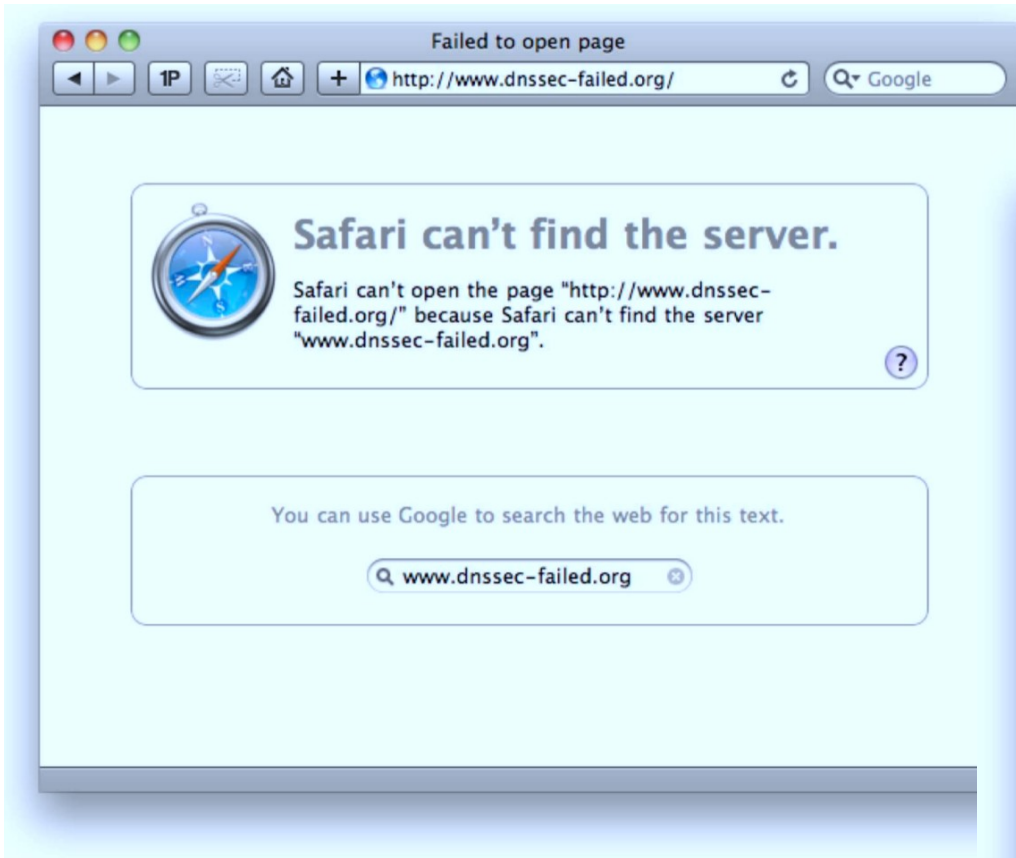 Failed to open page
1P
+
http://www.dnssec-failed.org/
Google
N
W
E
S
Safari can’t find the server.
Safari can’t open the page “http://www.dnssec-
failed.org/” because Safari can’t find the server
“www.dnssec-failed.org”.
?
You can use Google to search the web for this text.
www.dnssec-failed.org